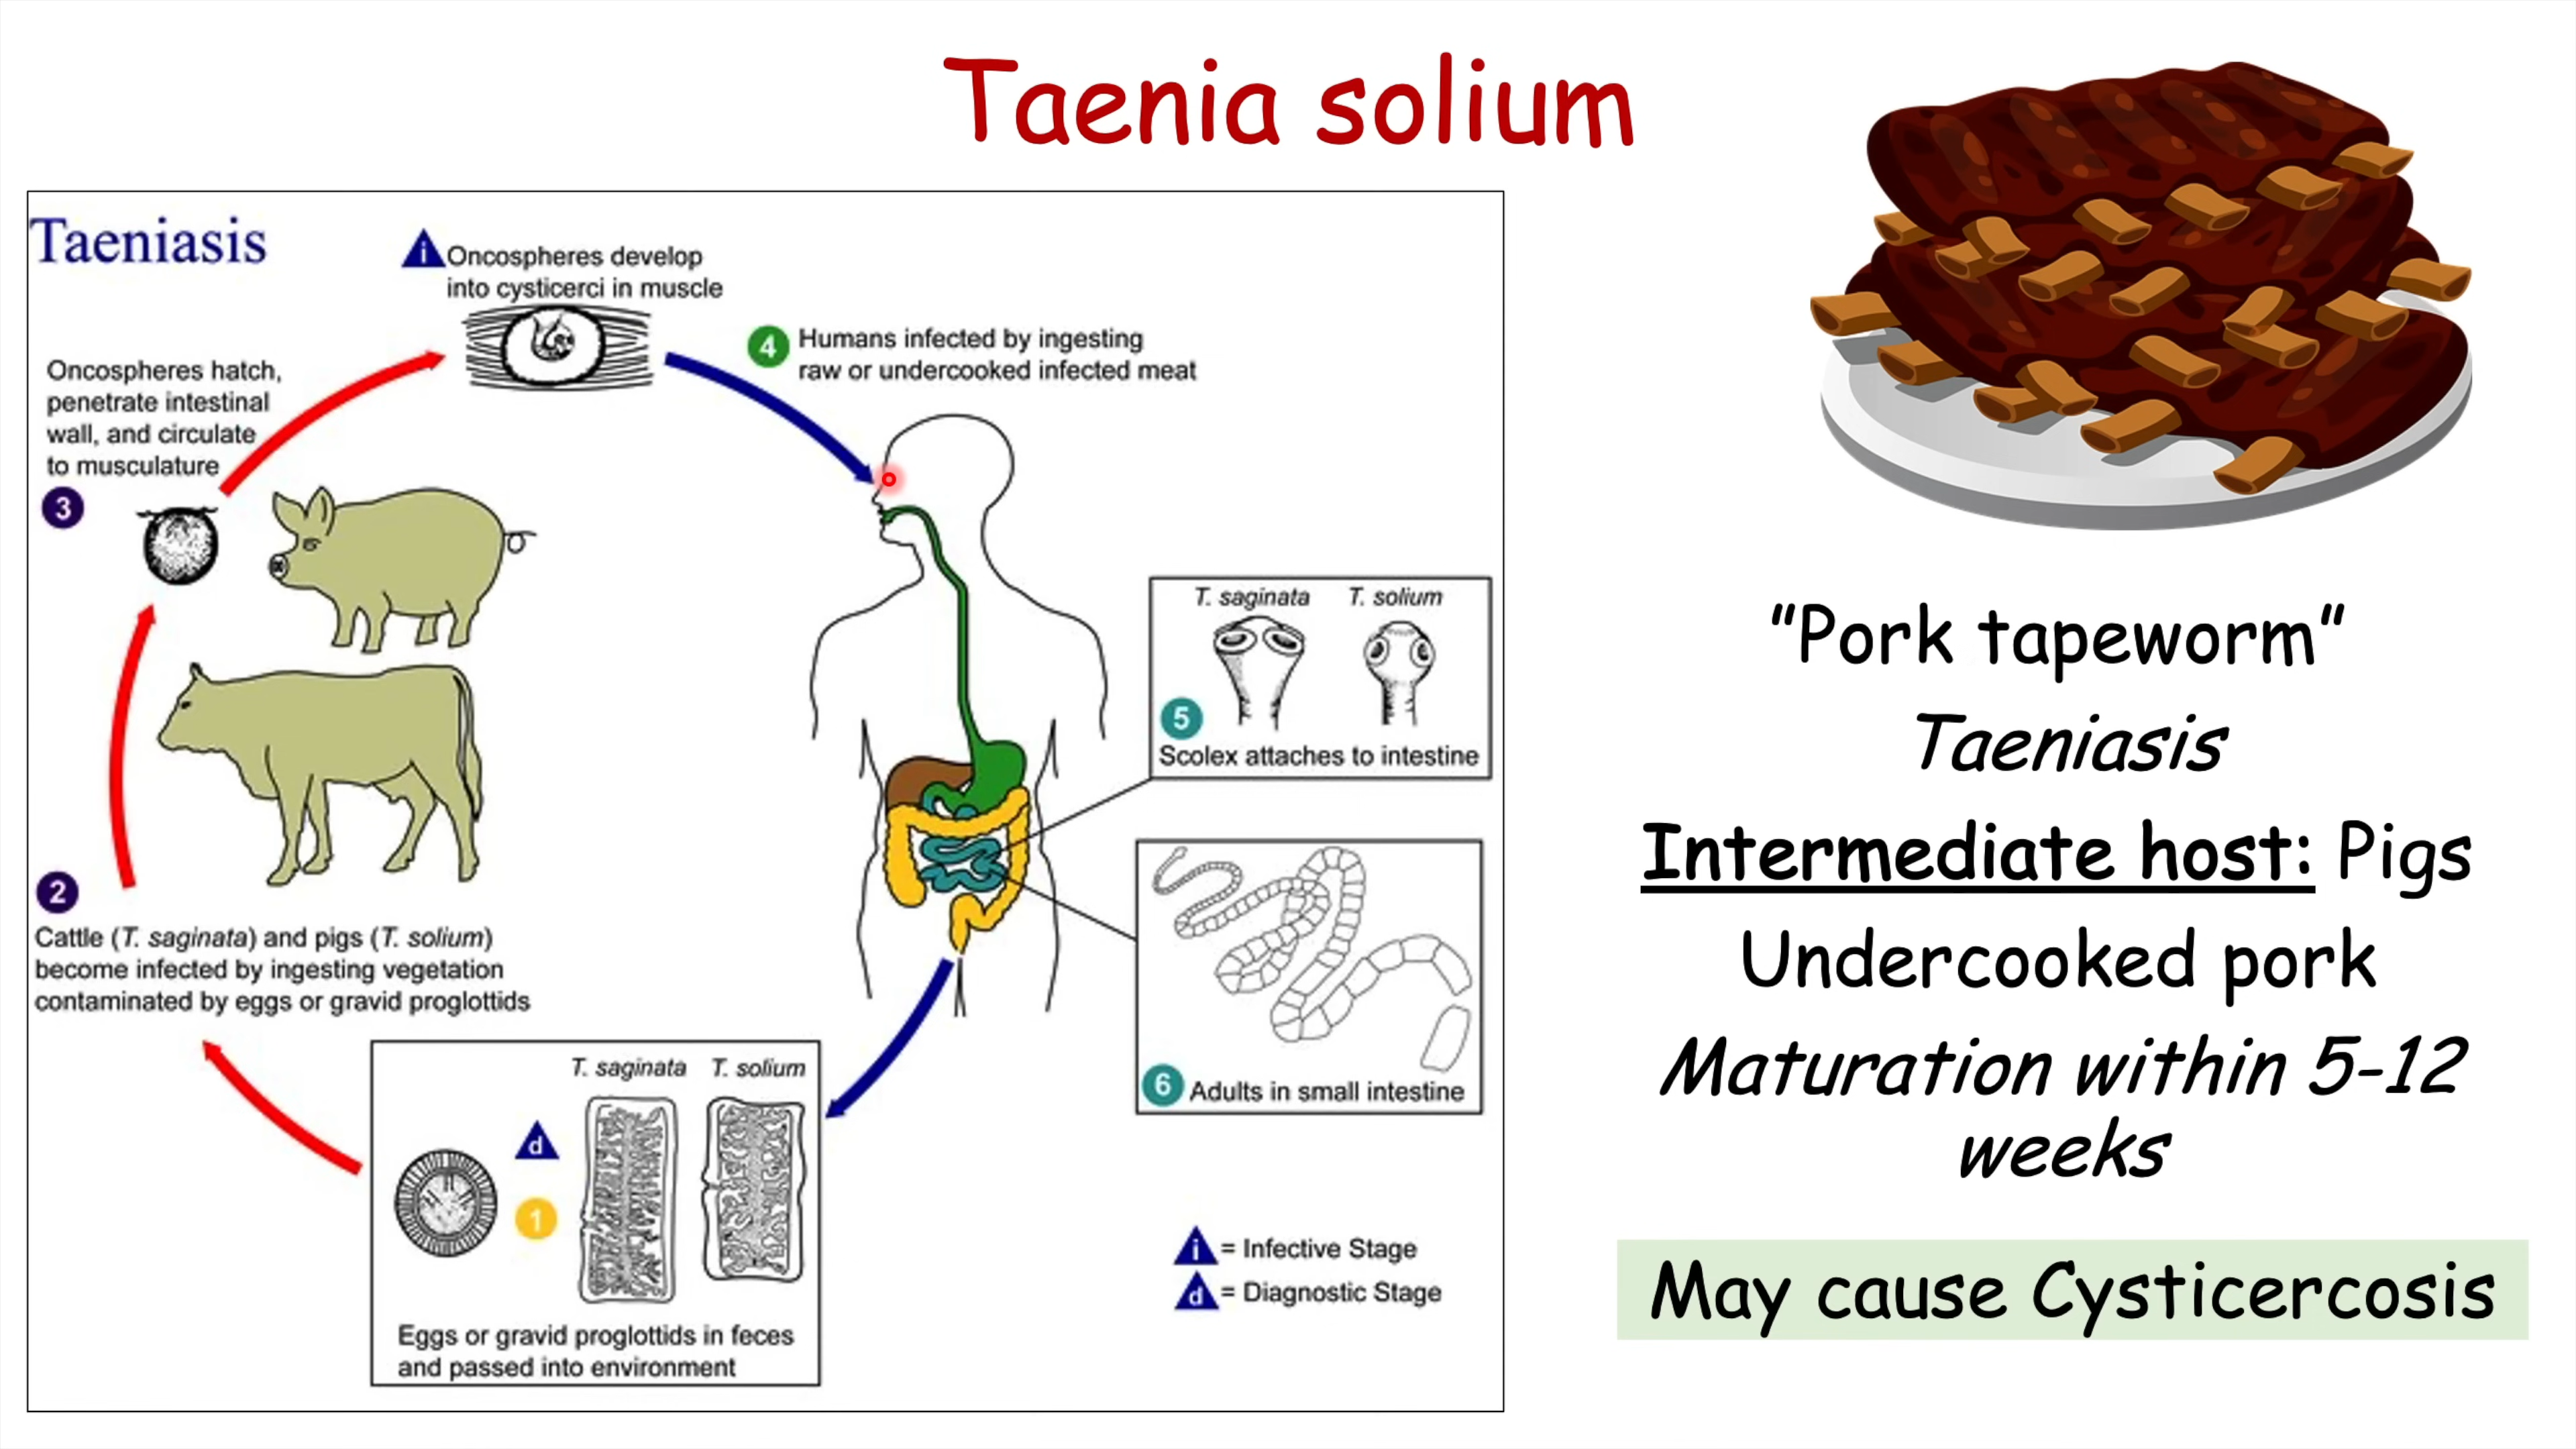 Taenia solium
Taeniasis
i Oncospheres develop
into cysticerci in muscle
4 Humans infected by ingesting
raw or undercooked infected meat
Oncospheres hatch,
penetrate intestinal
wall, and circulate
to musculature
3
2
Cattle (T. saginata) and pigs (T. solium)
become infected by ingesting vegetation
contaminated by eggs or gravid proglottids
T. saginata T. solium
d
1
Eggs or gravid proglottids in feces
and passed into environment
T. saginata T. solium
5
Scolex attaches to intestine
6 Adults in small intestine
i = Infective Stage
d = Diagnostic Stage
"Pork tapeworm"
Taeniasis
Intermediate host: Pigs
Undercooked pork
Maturation within 5-12
weeks
May cause Cysticercosis